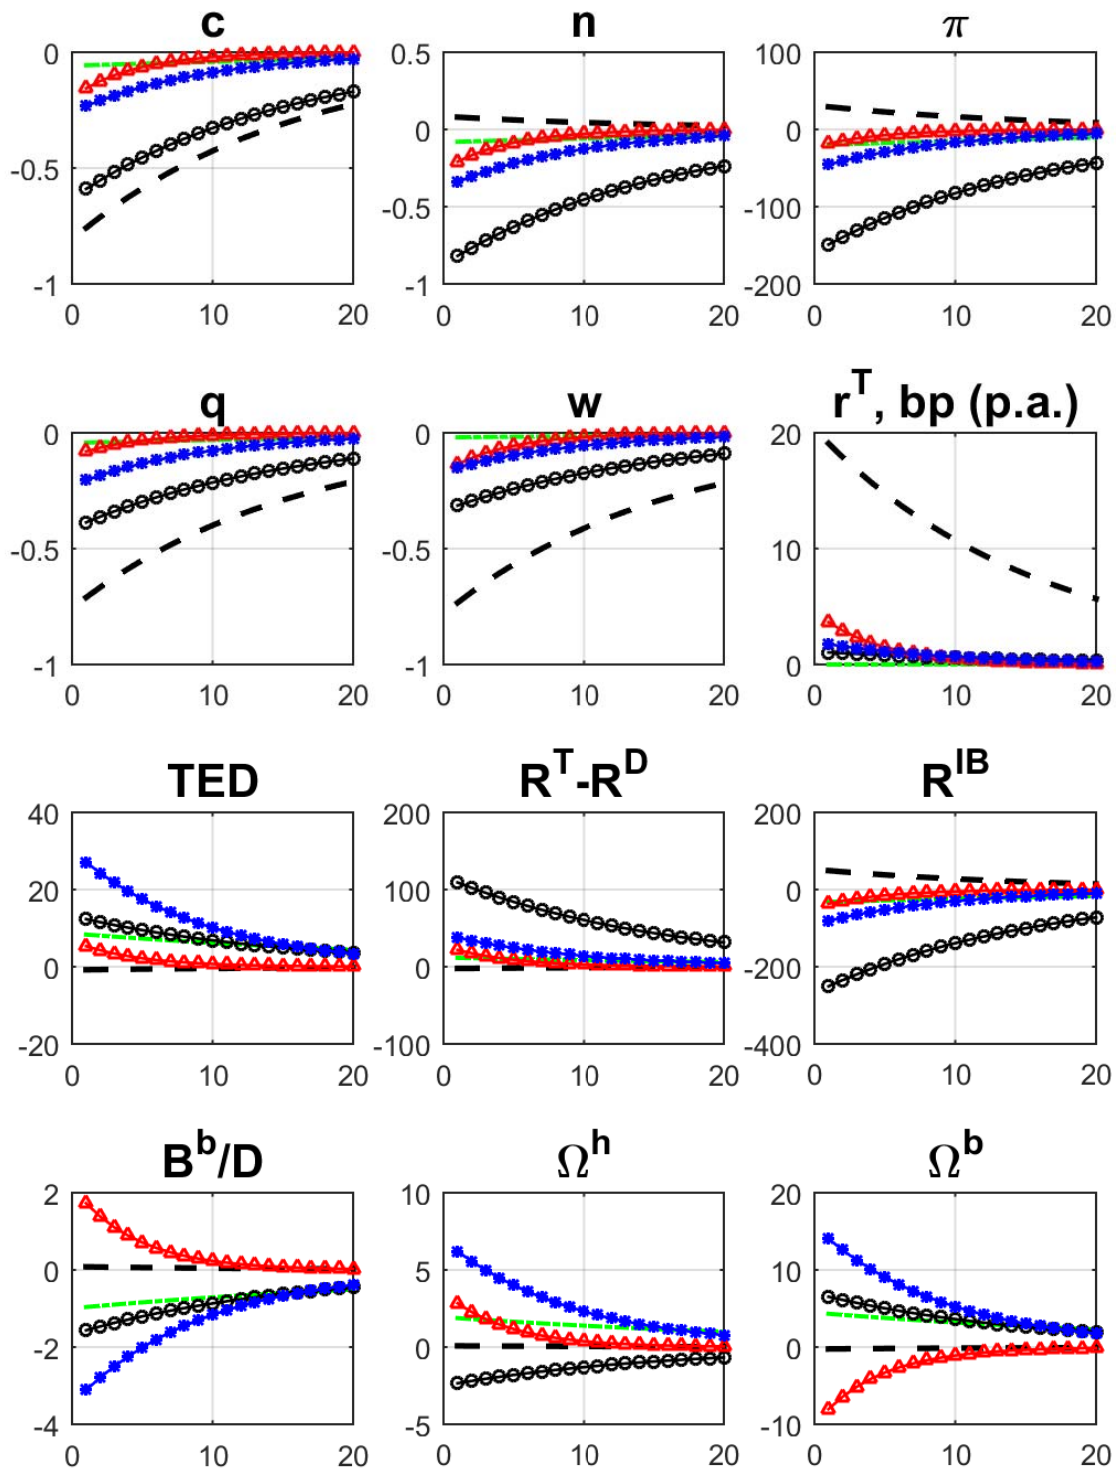 c n π
0 0.5 100
0 0
-0.5 -0.5 -100
-1 -1 -200
0 10 20 0 10 20 0 10 20
q w r^T, bp (p.a.)
0 0 20
-0.5 -0.5 10
-1 -1 0
0 10 20 0 10 20 0 10 20
TED R^T-R^D R^IB
40 200 200
20 100 0
0 0 -200
-20 -100 -400
0 10 20 0 10 20 0 10 20
B^b/D Ω^h Ω^b
2 10 20
0 5 10
-2 0 0
-4 -5 -10
0 10 20 0 10 20 0 10 20